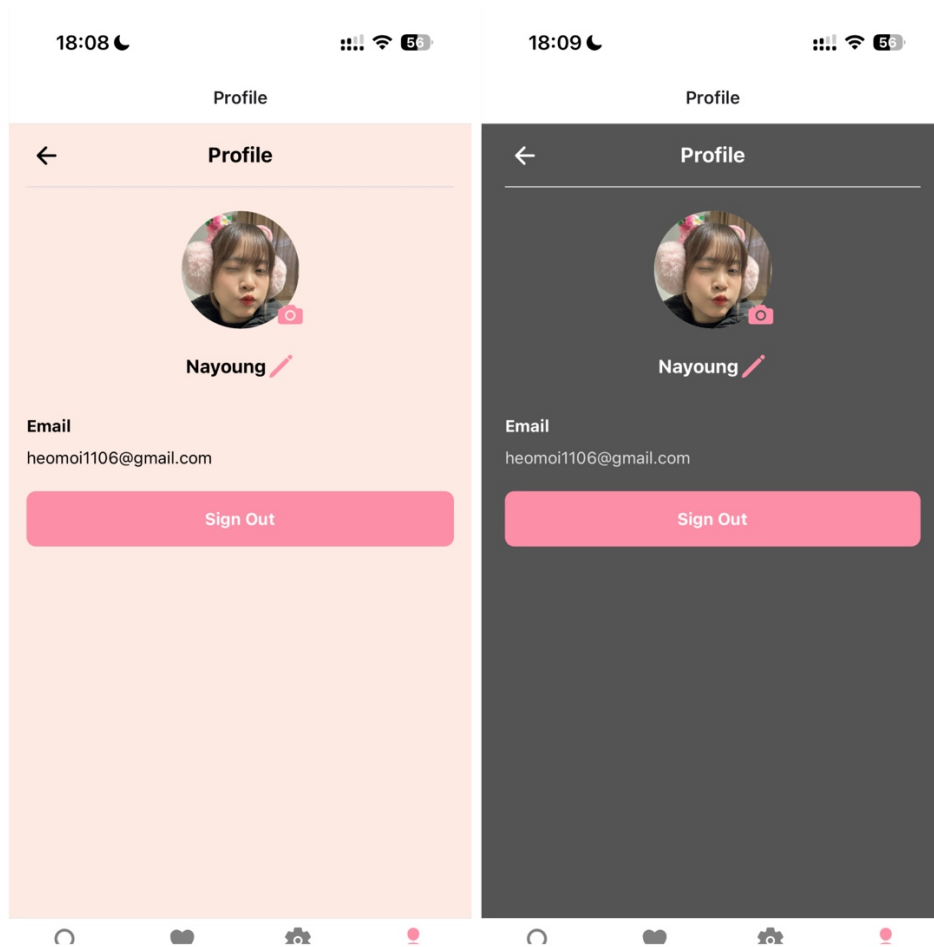 18:08
56
Profile
Profile
Nayoung
Email
heomoi1106@gmail.com
Sign Out
18:09
56
Profile
Profile
Nayoung
Email
heomoi1106@gmail.com
Sign Out